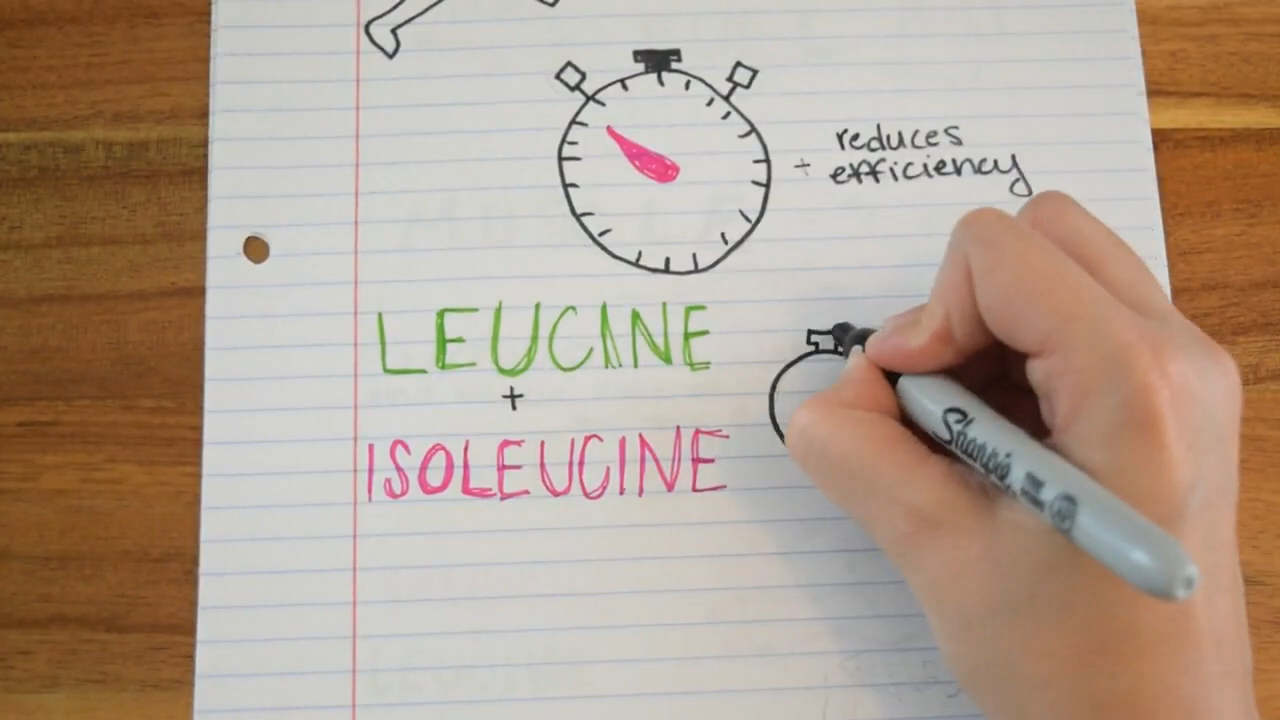 reduces
+ efficiency
LEUCINE
+
ISOLEUCINE
Sharpie